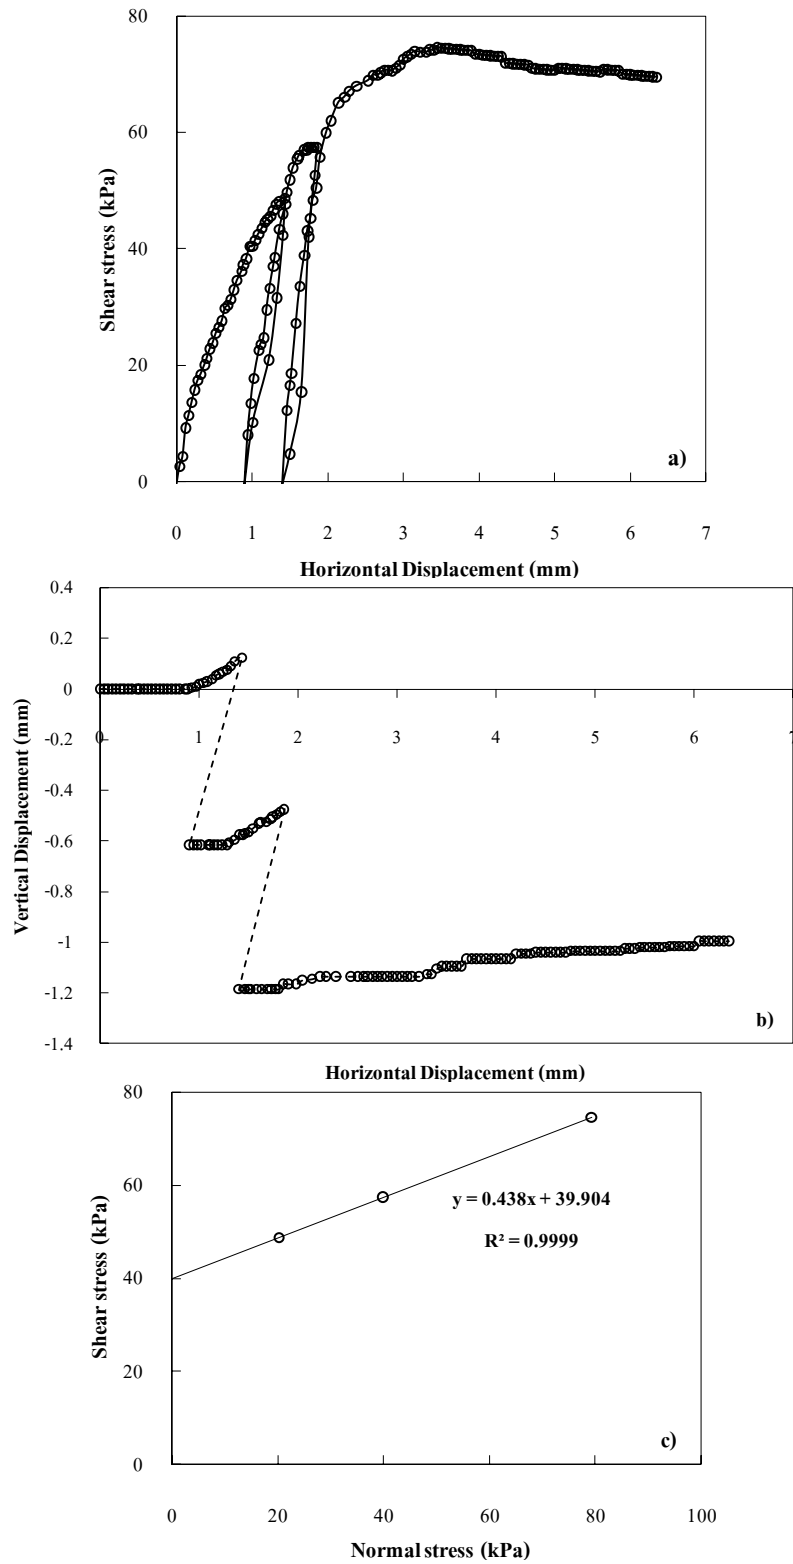 80
60
40
20
0
Shear stress (kPa)
a)
0 1 2 3 4 5 6 7
Horizontal Displacement (mm)
0.4
0.2
0
-0.2
-0.4
-0.6
-0.8
-1
-1.2
-1.4
Vertical Displacement (mm)
0 1 2 3 4 5 6 7
b)
Horizontal Displacement (mm)
80
60
40
20
0
Shear stress (kPa)
y = 0.438x + 39.904
R² = 0.9999
c)
0 20 40 60 80 100
Normal stress (kPa)